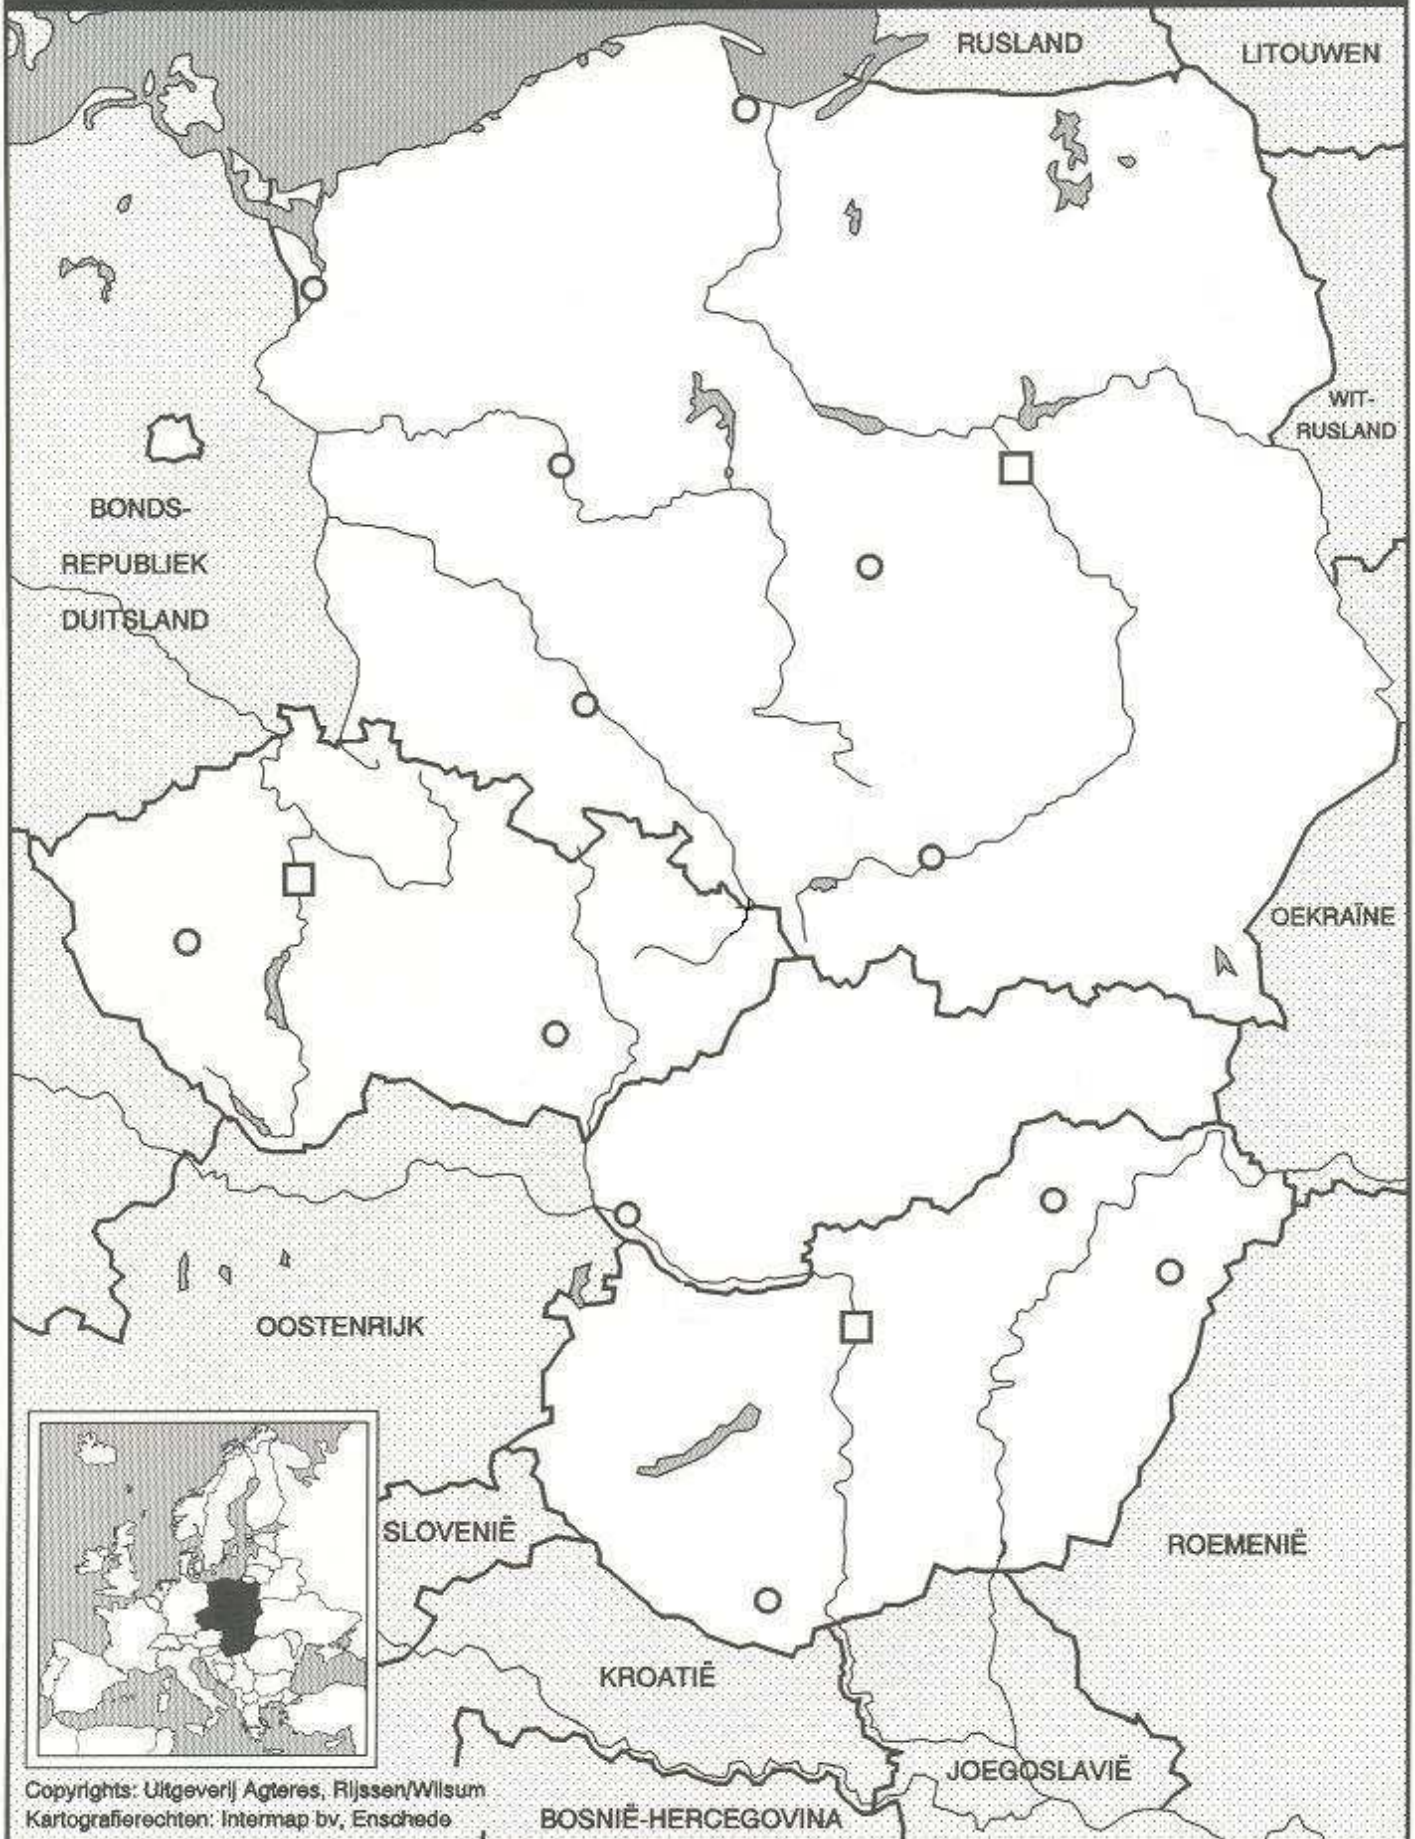 RUSLAND
LITOUWEN
WIT-
RUSLAND
BONDS-
REPUBLIEK
DUITSLAND
OEKRAÏNE
OOSTENRIJK
SLOVENIË
ROEMENIË
KROATIË
JOEGOSLAVIË
Copyrights: Uitgeverij Agteres, Rijssen/Wilsum
Kartografierechten: Intermap bv, Enschede
BOSNIË-HERCEGOVINA